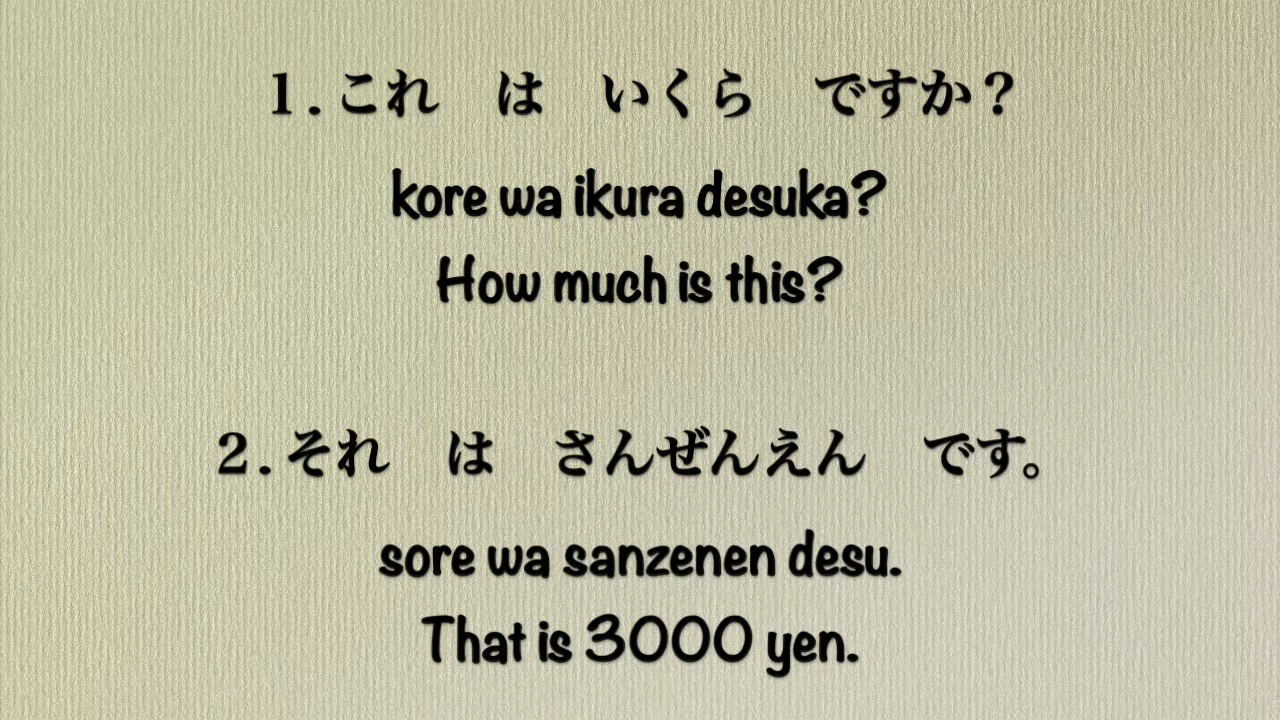 １. これ　は　いくら　ですか？
kore wa ikura desuka?
How much is this?
２. それ　は　さんぜんえん　です。
sore wa sanzenen desu.
That is 3000 yen.